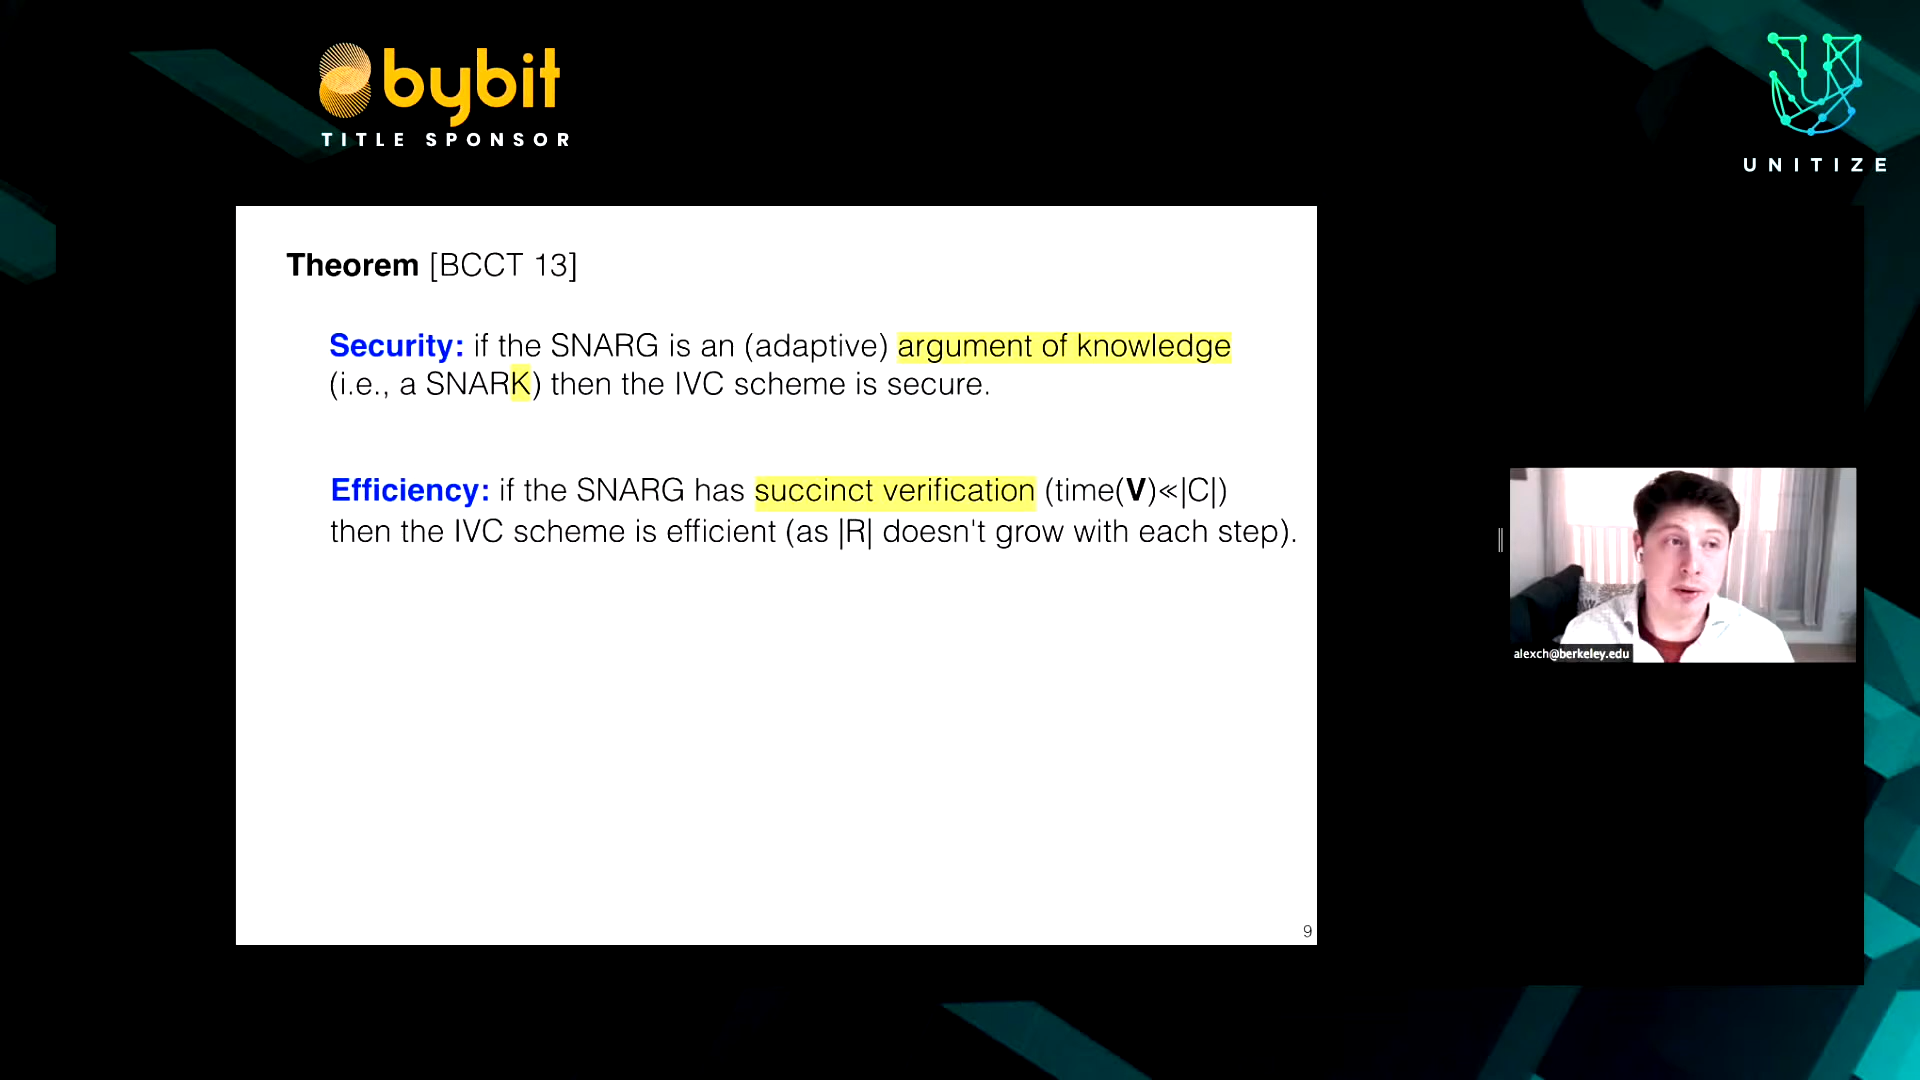 bybit
TITLE SPONSOR
UNITIZE
Theorem [BCCT 13]
Security: if the SNARG is an (adaptive) argument of knowledge
(i.e., a SNARK) then the IVC scheme is secure.
Efficiency: if the SNARG has succinct verification (time(V)≪|C|)
then the IVC scheme is efficient (as |R| doesn't grow with each step).
alexch@berkeley.edu
9